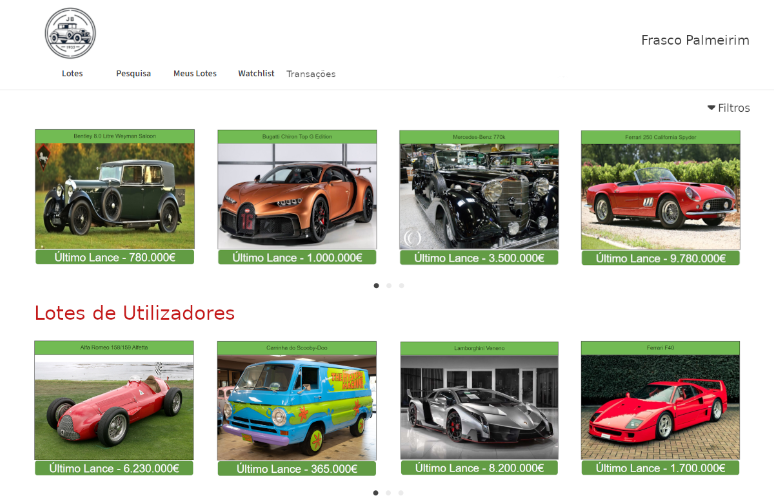 JB
Frasco Palmeirim
Lotes Pesquisa Meus Lotes Watchlist Transações
Filtros
Bentley 8.0 Litre Weyman Saloon
Bugatti Chiron Top G Edition
Mercedes Benz 770k
Ferrari 250 California Spyder
Último Lance - 780.000€
Último Lance - 1.000.000€
Último Lance - 3.500.000€
Último Lance - 9.780.000€
Lotes de Utilizadores
Alfa Romeo 158/159 Alfetta
Carrinha do Scooby-Doo
Lamborghini Veneno
Ferrari F40
Último Lance - 6.230.000€
Último Lance - 365.000€
Último Lance - 8.200.000€
Último Lance - 1.700.000€